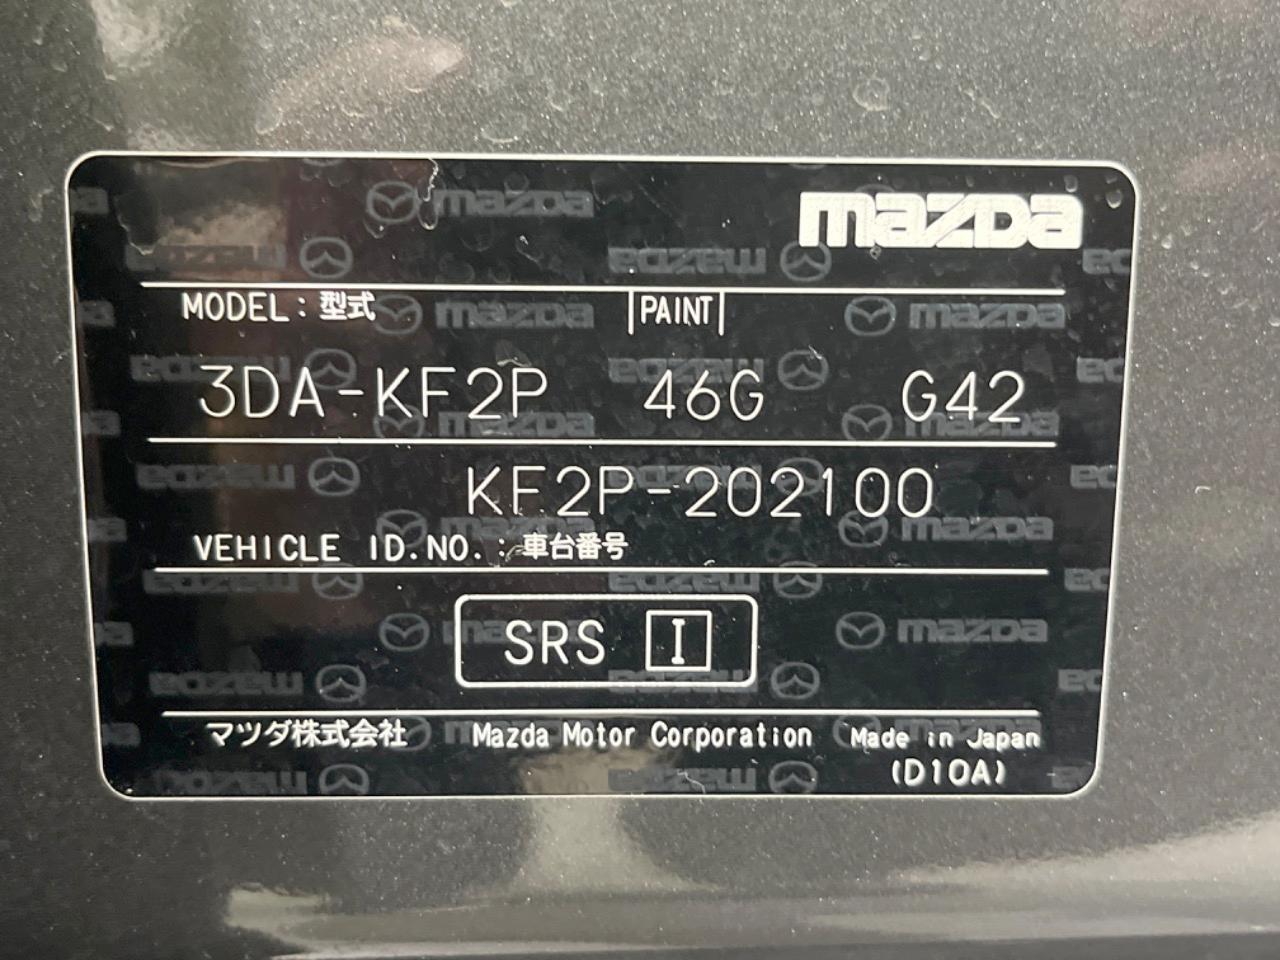 mazda
MODEL: 型式 PAINT
3DA-KF2P 46G G42
KF2P-202100
VEHICLE ID.NO.: 車台番号
SRS I
マツダ株式会社 Mazda Motor Corporation Made in Japan
(D10A)